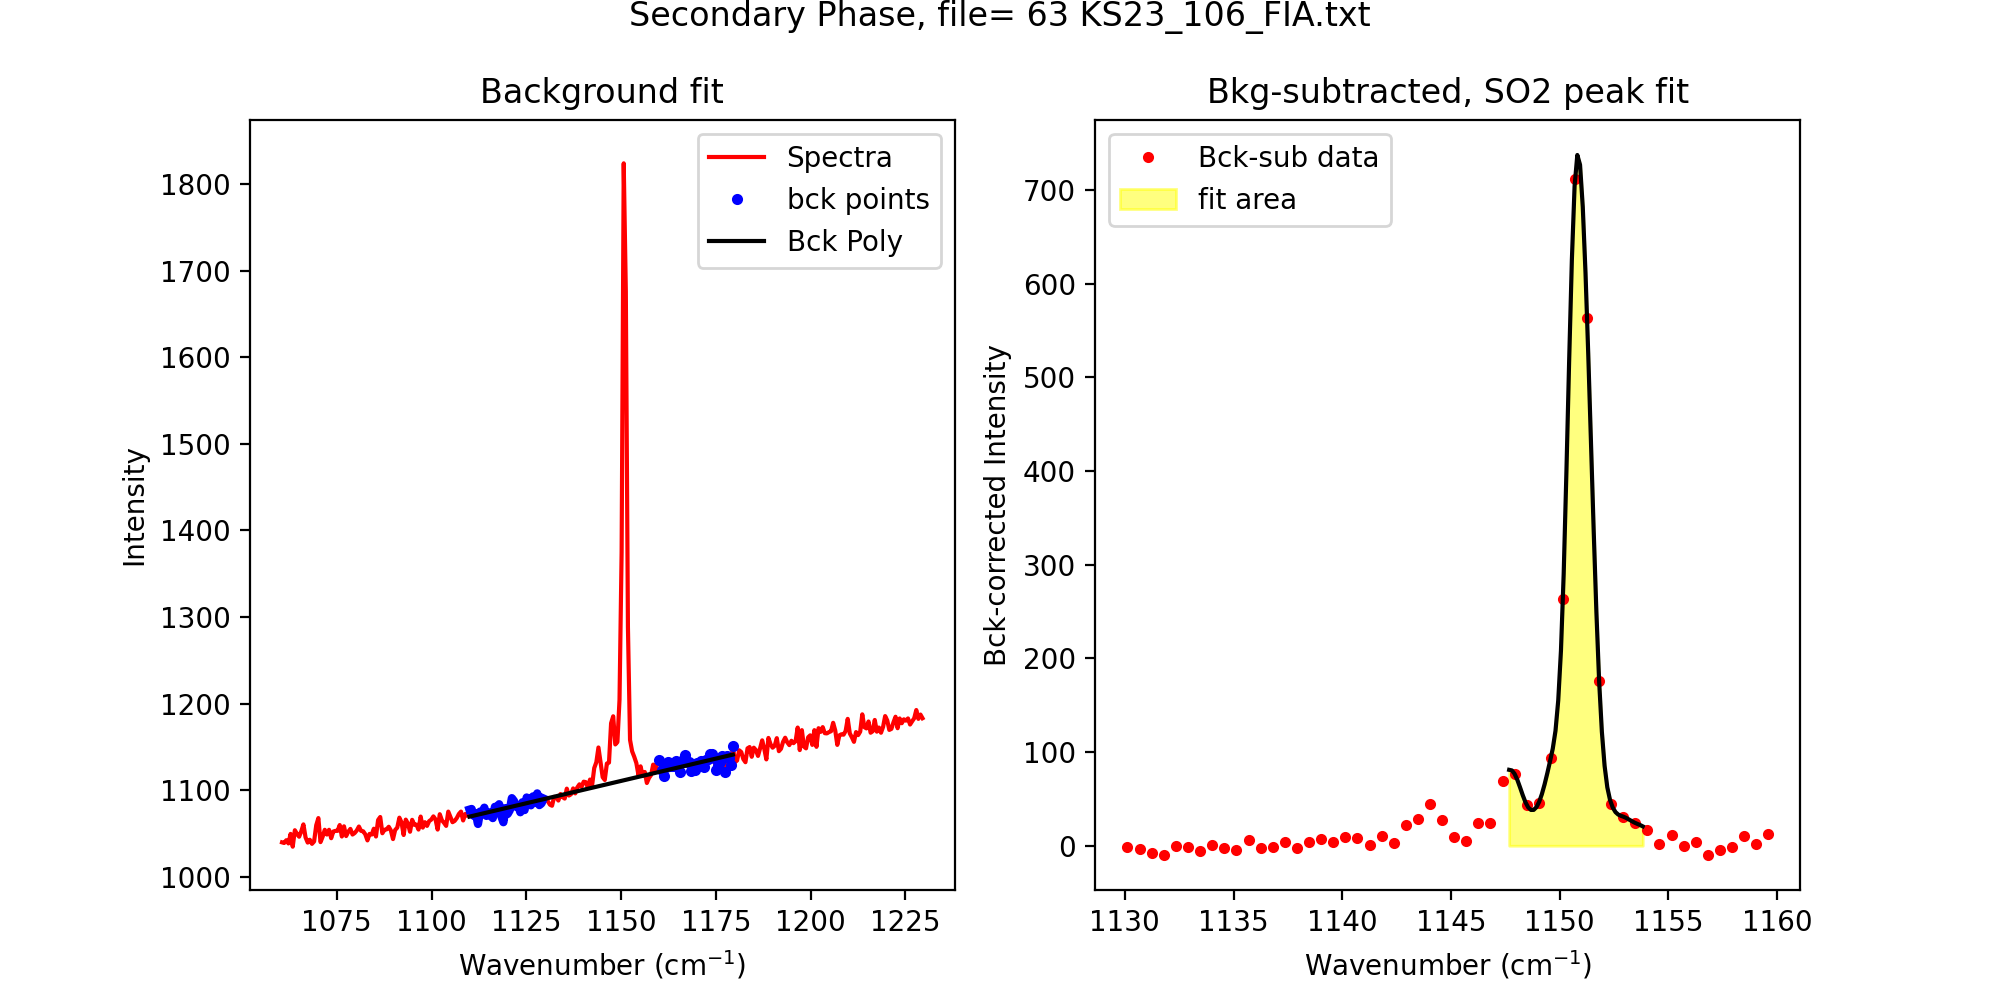 Secondary Phase, file= 63 KS23_106_FIA.txt
Background fit
Spectra
bck points
Bck Poly
1800
1700
1600
1500
1400
1300
1200
1100
1000
Intensity
1075 1100 1125 1150 1175 1200 1225
Wavenumber (cm⁻¹)
Bkg-subtracted, SO2 peak fit
Bck-sub data
fit area
700
600
500
400
300
200
100
0
Bck-corrected Intensity
1130 1135 1140 1145 1150 1155 1160
Wavenumber (cm⁻¹)